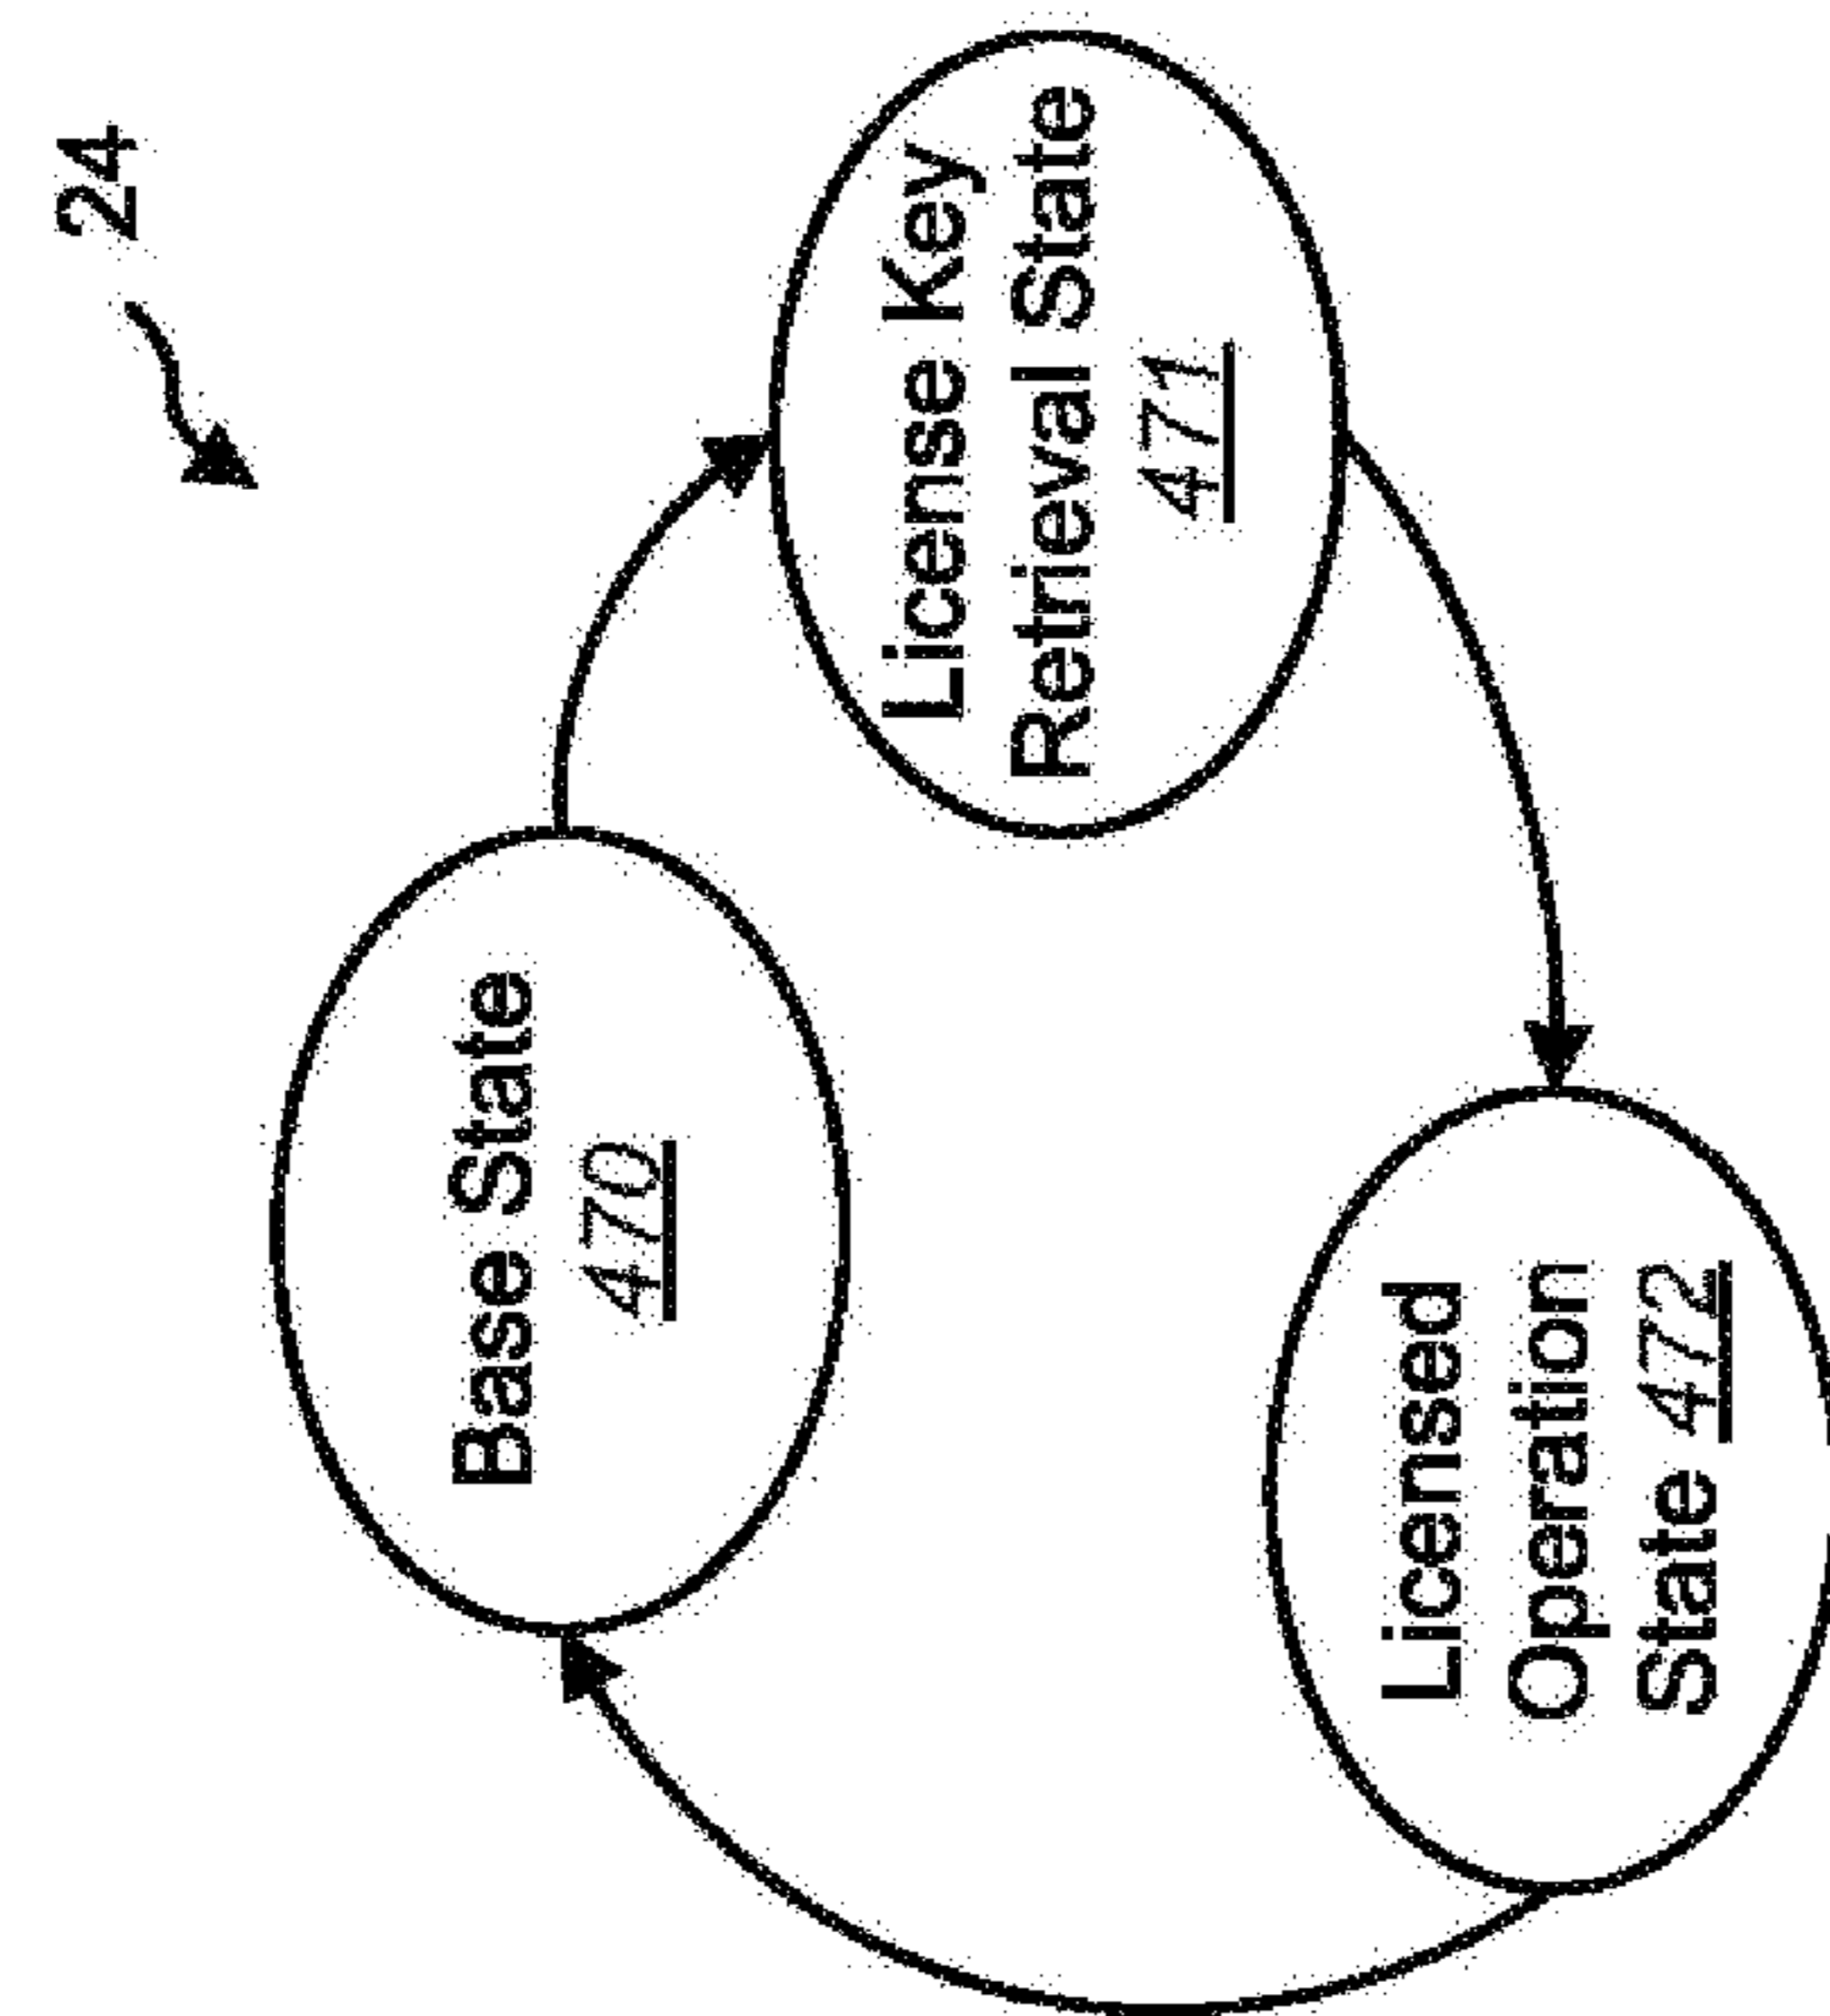 24
Base State
470
License Key
Retrieval State
471
Licensed
Operation
State 472